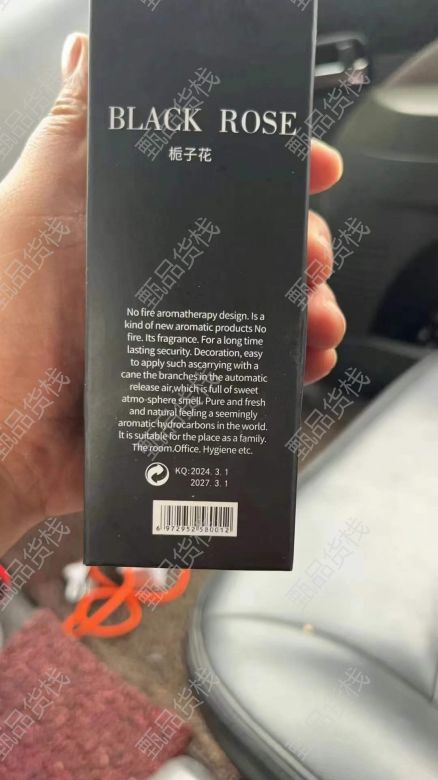 BLACK ROSE
栀子花
No fire aromatherapy design. Is a
kind of new aromatic products No
fire. Its fragrance. For a long time
lasting security. Decoration, easy
to apply such ascarrying with a
cane the branches in the automatic
release air,which is full of sweet
atmo-sphere smell. Pure and fresh
and natural feeling a seemingly
aromatic hydrocarbons in the world.
It is suitable for the place as a family.
The room.Office. Hygiene etc.
KQ:2024. 3. 1
2027. 3. 1
6 972952 580012
甄品货栈